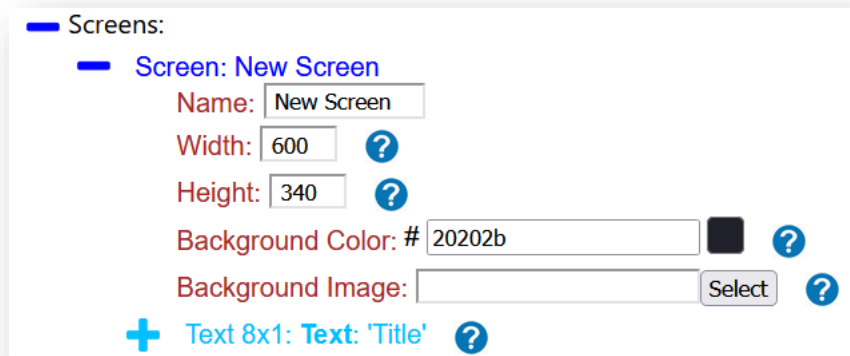 Screens:
Screen: New Screen
Name: New Screen
Width: 600 ?
Height: 340 ?
Background Color: # 20202b ?
Background Image: Select ?
Text 8x1: Text: 'Title' ?